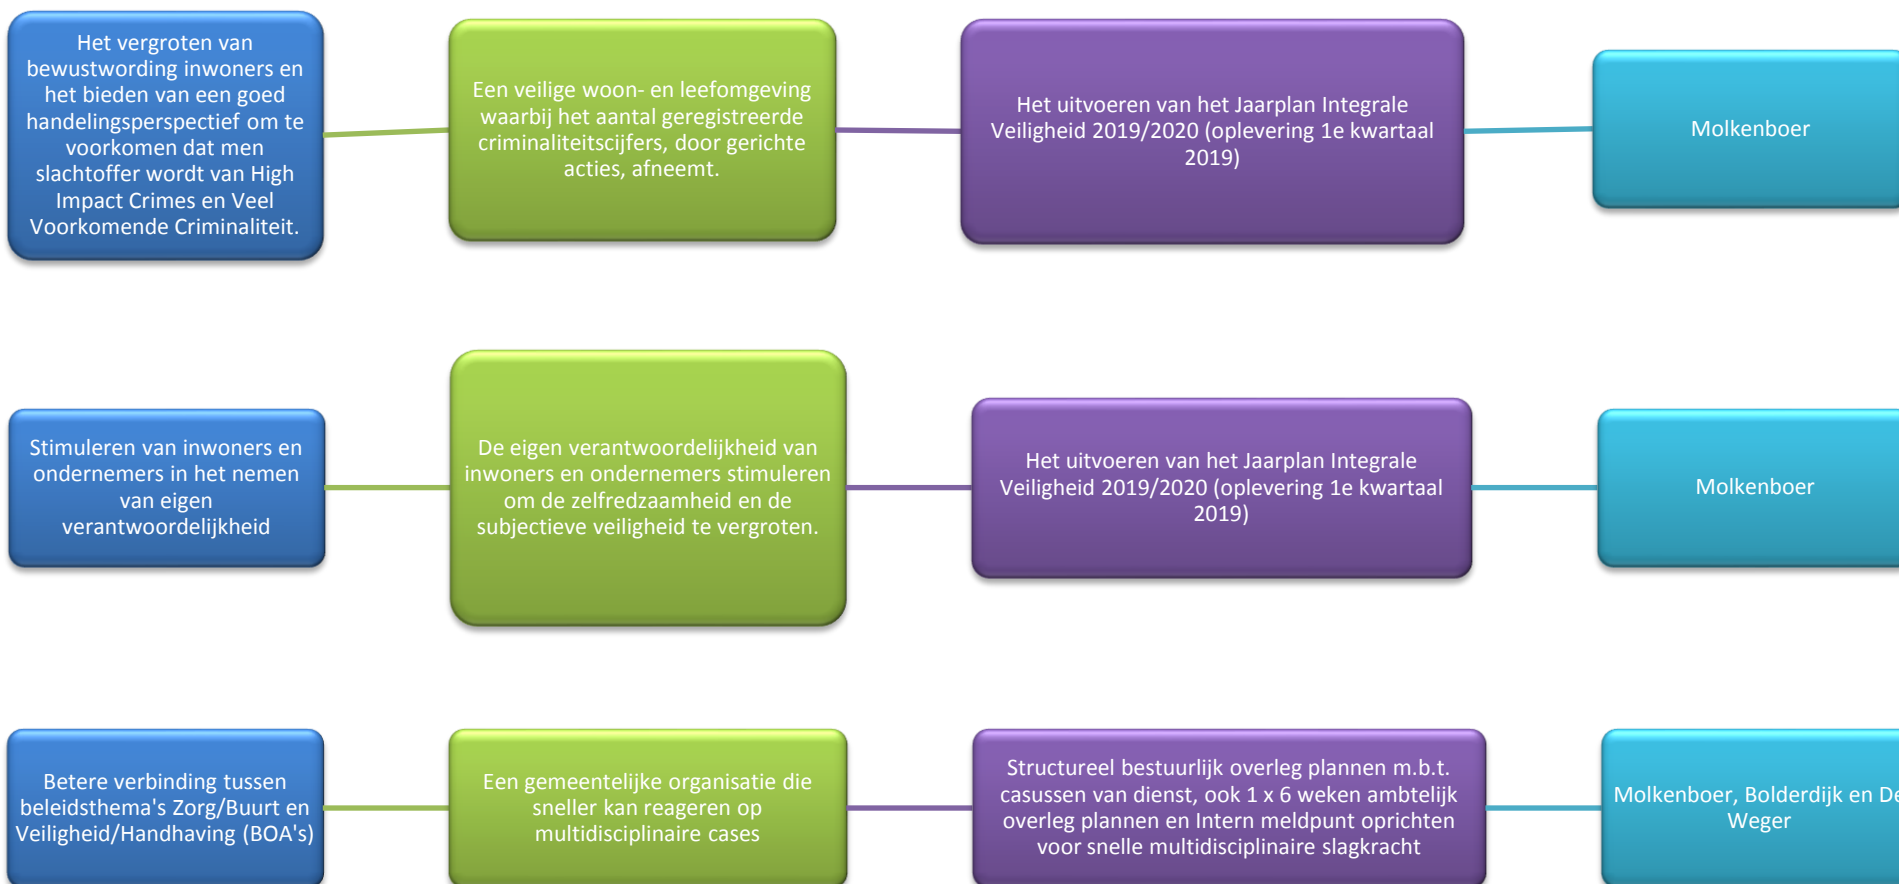 Het vergroten van
bewustwording inwoners en
het bieden van een goed
handelingsperspectief om te
voorkomen dat men
slachtoffer wordt van High
Impact Crimes en Veel
Voorkomende Criminaliteit.
Een veilige woon- en leefomgeving
waarbij het aantal geregistreerde
criminaliteitscijfers, door gerichte
acties, afneemt.
Het uitvoeren van het Jaarplan Integrale
Veiligheid 2019/2020 (oplevering 1e kwartaal
2019)
Molkenboer
Stimuleren van inwoners en
ondernemers in het nemen
van eigen
verantwoordelijkheid
De eigen verantwoordelijkheid van
inwoners en ondernemers stimuleren
om de zelfredzaamheid en de
subjectieve veiligheid te vergroten.
Het uitvoeren van het Jaarplan Integrale
Veiligheid 2019/2020 (oplevering 1e kwartaal
2019)
Molkenboer
Betere verbinding tussen
beleidsthema's Zorg/Buurt en
Veiligheid/Handhaving (BOA's)
Een gemeentelijke organisatie die
sneller kan reageren op
multidisciplinaire cases
Structureel bestuurlijk overleg plannen m.b.t.
casussen van dienst, ook 1 x 6 weken ambtelijk
overleg plannen en Intern meldpunt oprichten
voor snelle multidisciplinaire slagkracht
Molkenboer, Bolderdijk en De
Weger